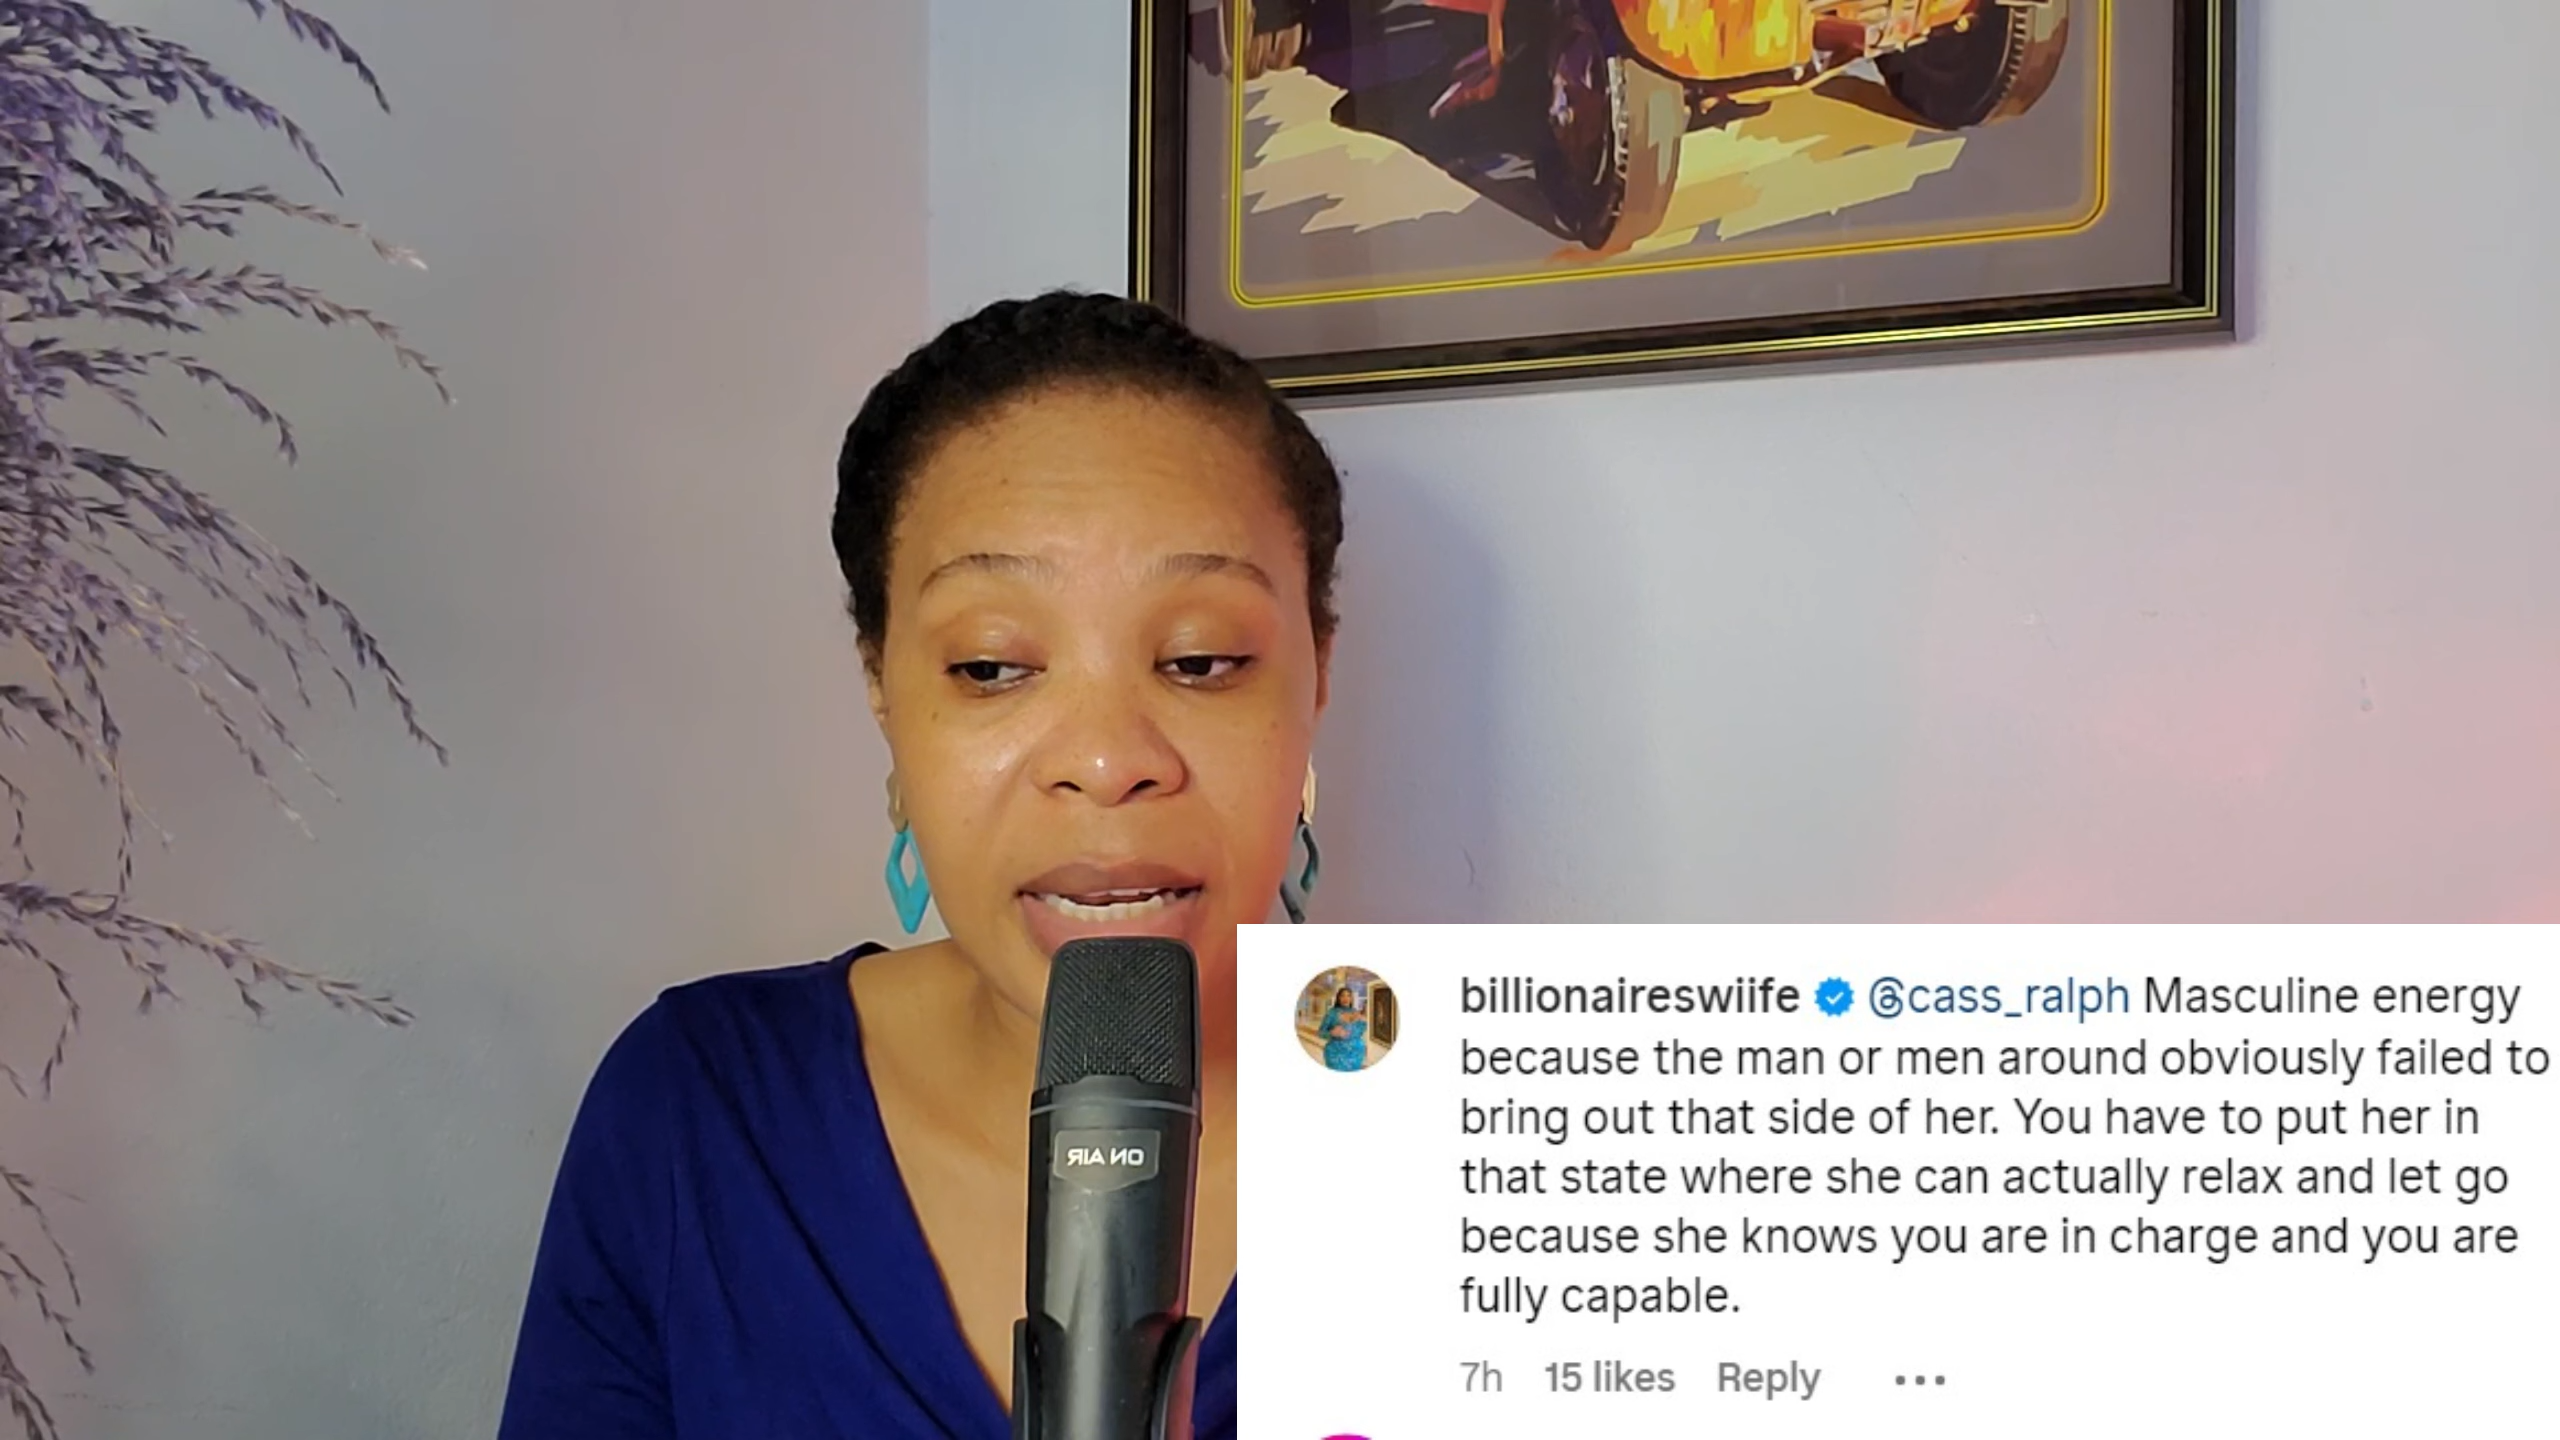 ON AIR
billionaireswiife @cass_ralph Masculine energy
because the man or men around obviously failed to
bring out that side of her. You have to put her in
that state where she can actually relax and let go
because she knows you are in charge and you are
fully capable.
7h 15 likes Reply ...